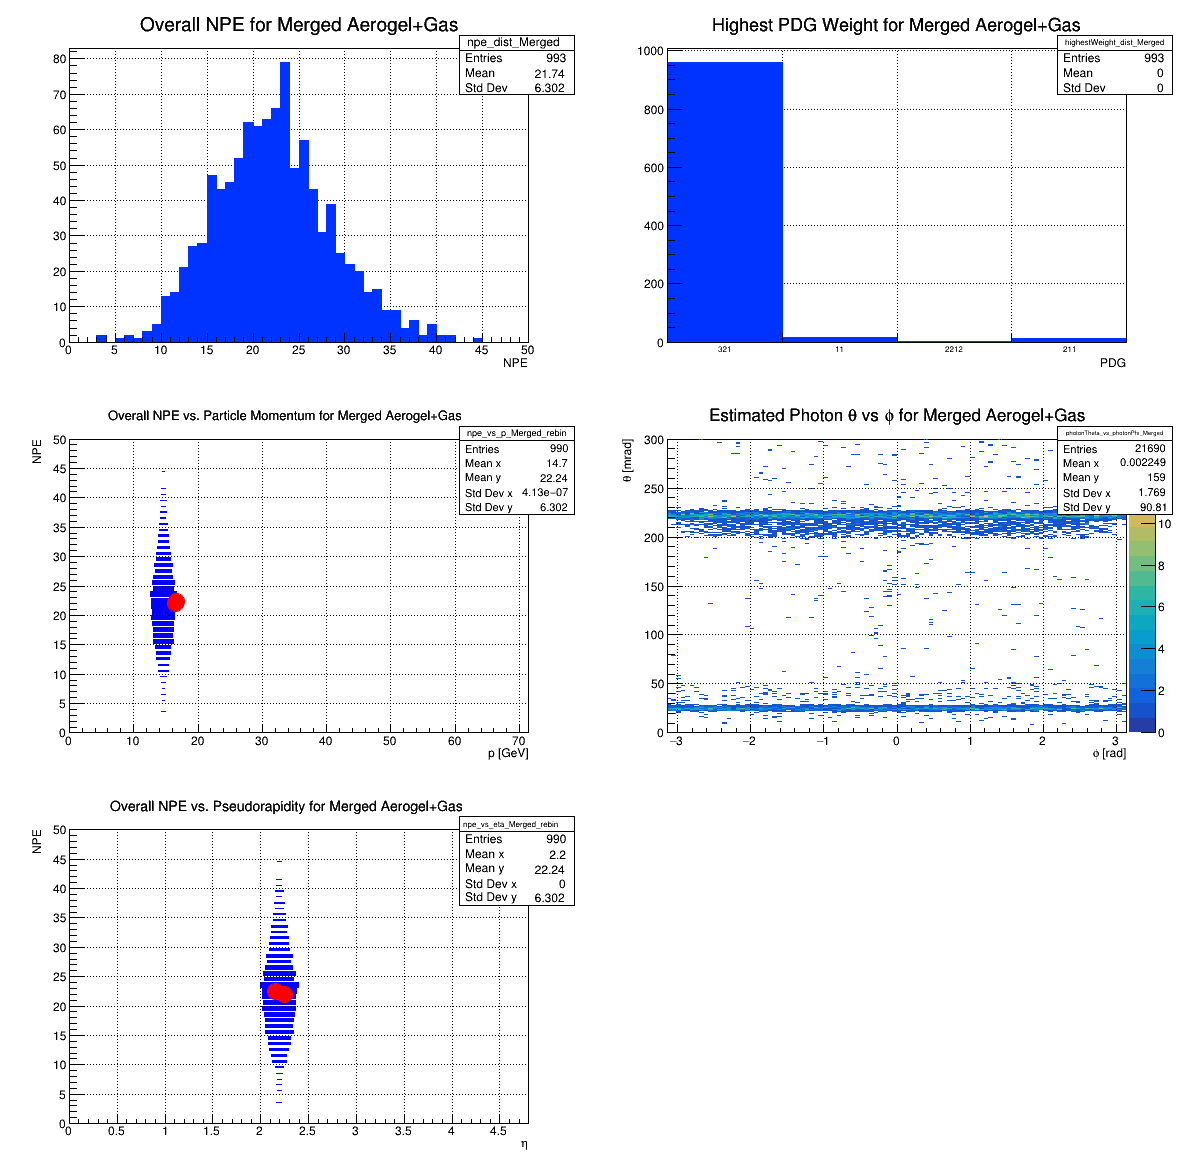 Overall NPE for Merged Aerogel+Gas
npe_dist_Merged
Entries 993
Mean 21.74
Std Dev 6.302
80
70
60
50
40
30
20
10
0
0 5 10 15 20 25 30 35 40 45 50
NPE
Highest PDG Weight for Merged Aerogel+Gas
highestWeight_dist_Merged
Entries 993
Mean 0
Std Dev 0
1000
800
600
400
200
0
321 11 2212 211
PDG
Overall NPE vs. Particle Momentum for Merged Aerogel+Gas
npe_vs_p_Merged_rebin
Entries 990
Mean x 14.7
Mean y 22.24
Std Dev x 4.13e−07
Std Dev y 6.302
NPE
50
45
40
35
30
25
20
15
10
5
0
0 10 20 30 40 50 60 70
p [GeV]
Estimated Photon θ vs ϕ for Merged Aerogel+Gas
photonTheta_vs_photonPhi_Merged
Entries 21690
Mean x 0.002249
Mean y 159
Std Dev x 1.769
Std Dev y 90.81
θ [mrad]
300
250
200
150
100
50
0
−3 −2 −1 0 1 2 3
ϕ [rad]
10
8
6
4
2
0
Overall NPE vs. Pseudorapidity for Merged Aerogel+Gas
npe_vs_eta_Merged_rebin
Entries 990
Mean x 2.2
Mean y 22.24
Std Dev x 0
Std Dev y 6.302
NPE
50
45
40
35
30
25
20
15
10
5
0
0 0.5 1 1.5 2 2.5 3 3.5 4 4.5
η